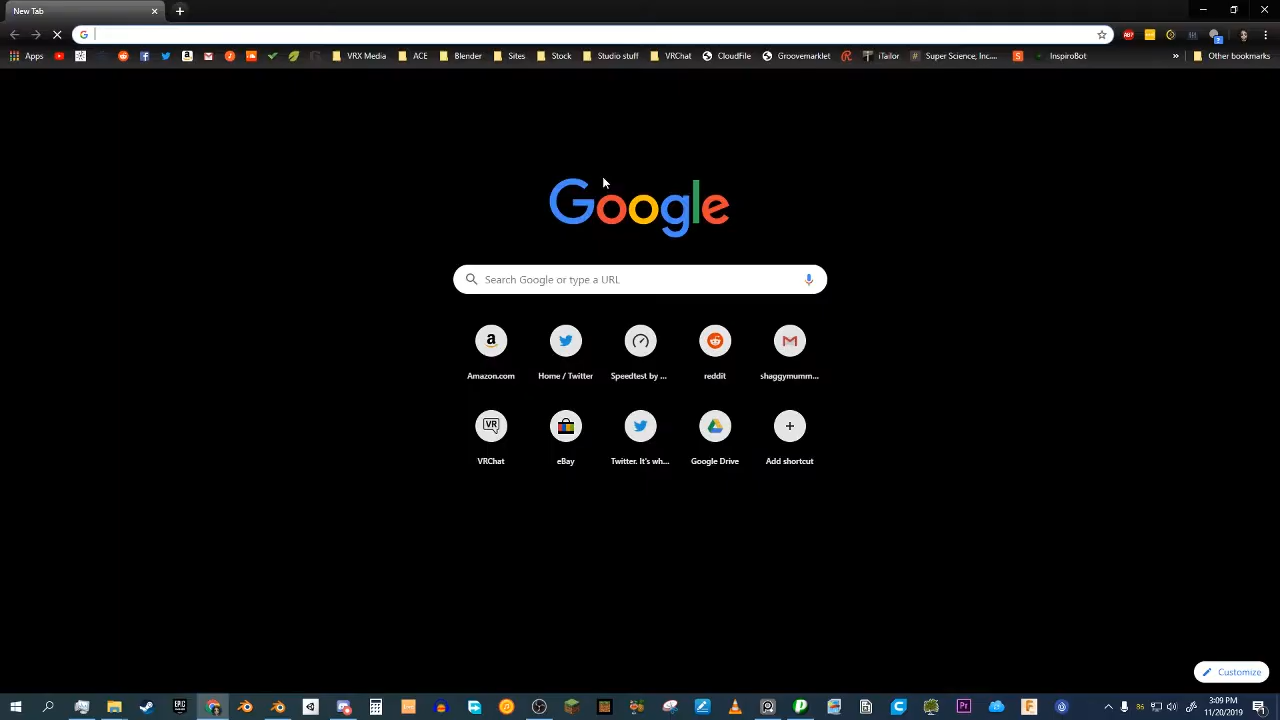 New Tab
Apps VRX Media ACE Blender Sites Stock Studio stuff VRChat CloudFile Groovemarklet iTailor Super Science, Inc.... InspiroBot » Other bookmarks
Google
Search Google or type a URL
Amazon.com Home / Twitter Speedtest by ... reddit shaggymumm...
VRChat eBay Twitter. It's wh... Google Drive Add shortcut
Customize
3:09 PM
11/20/2019